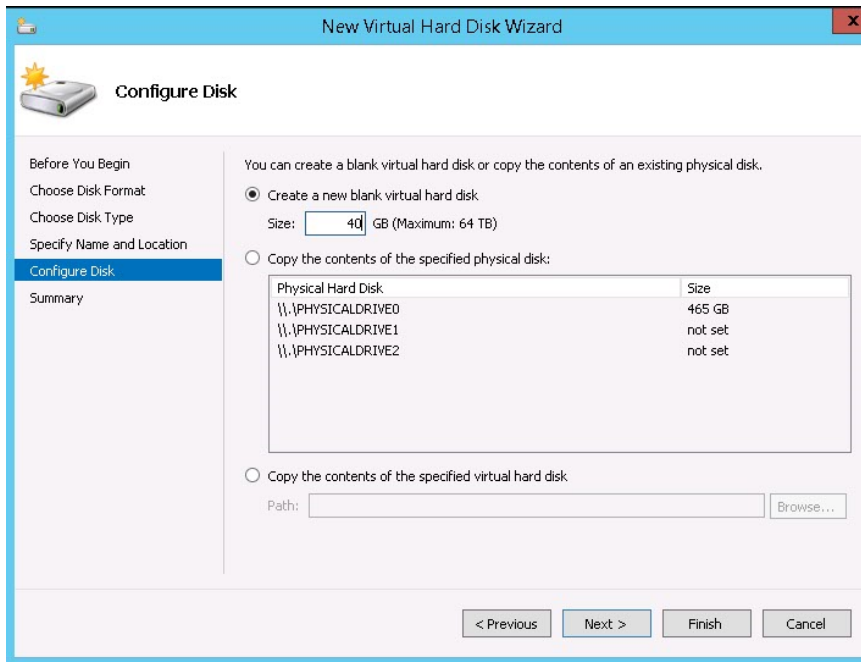 New Virtual Hard Disk Wizard
x
Configure Disk
Before You Begin
Choose Disk Format
Choose Disk Type
Specify Name and Location
Configure Disk
Summary
You can create a blank virtual hard disk or copy the contents of an existing physical disk.
Create a new blank virtual hard disk
Size: 40 GB (Maximum: 64 TB)
Copy the contents of the specified physical disk:
Physical Hard Disk Size
\\.\PHYSICALDRIVE0 465 GB
\\.\PHYSICALDRIVE1 not set
\\.\PHYSICALDRIVE2 not set
Copy the contents of the specified virtual hard disk
Path: Browse...
< Previous Next > Finish Cancel